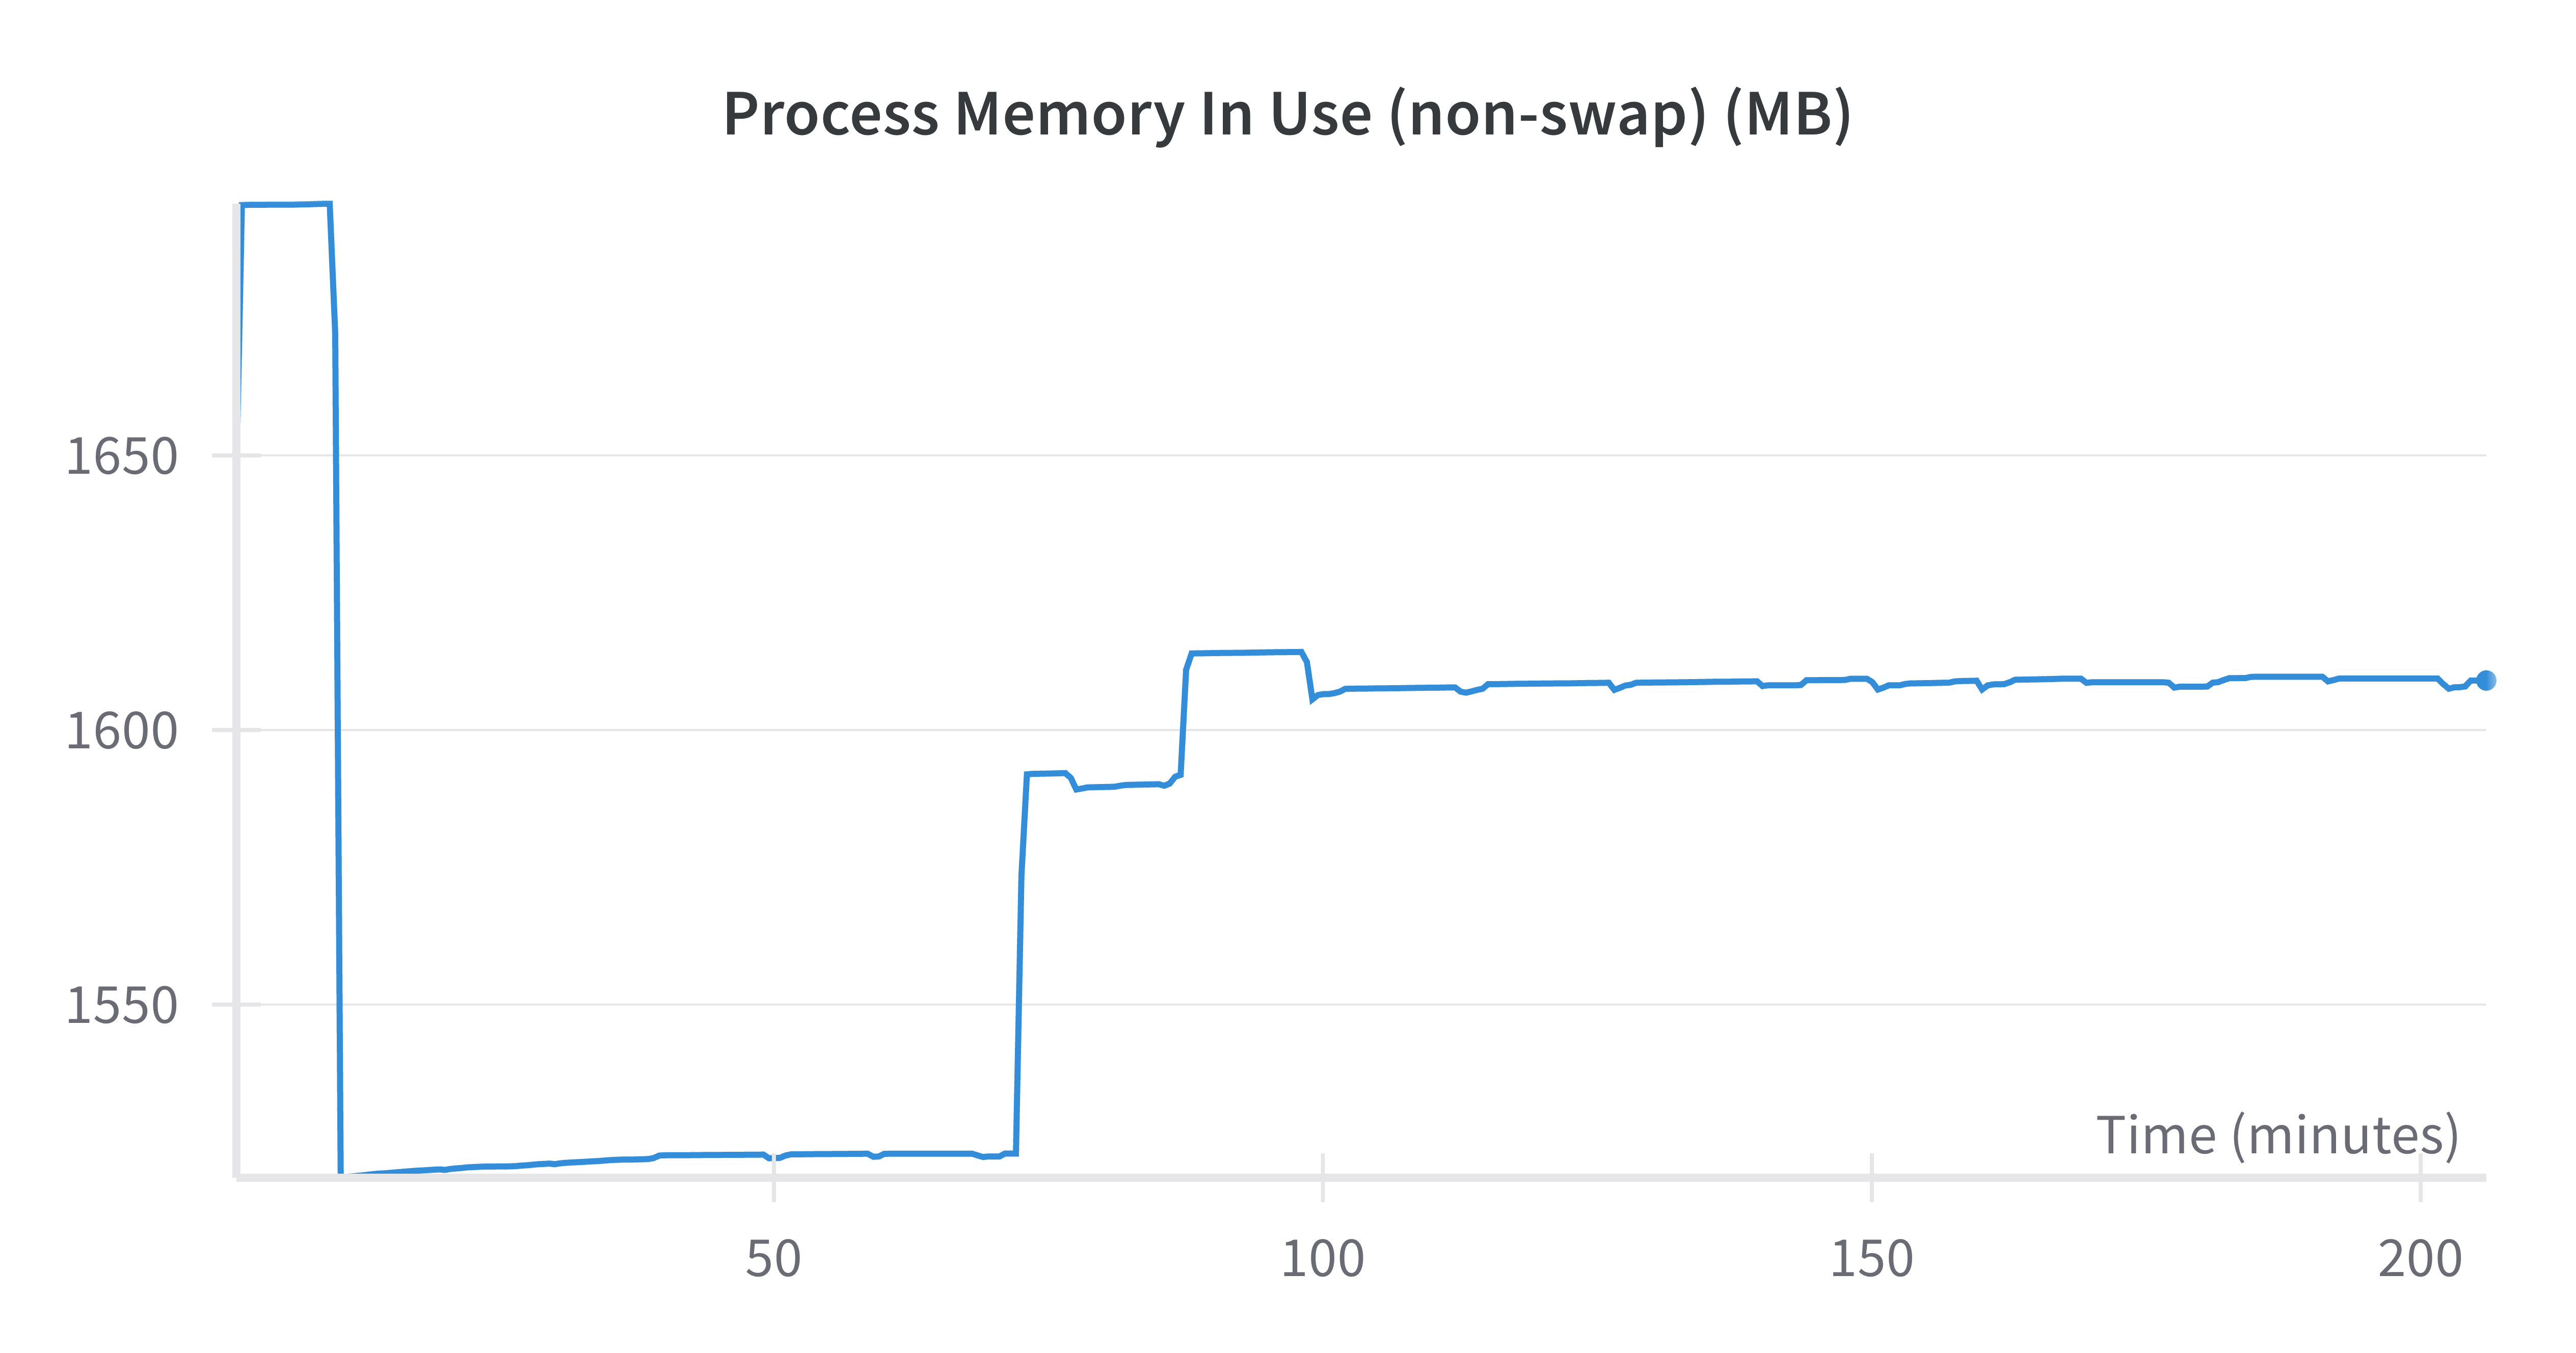 Process Memory In Use (non-swap) (MB)
1650
1600
1550
Time (minutes)
50 100 150 200